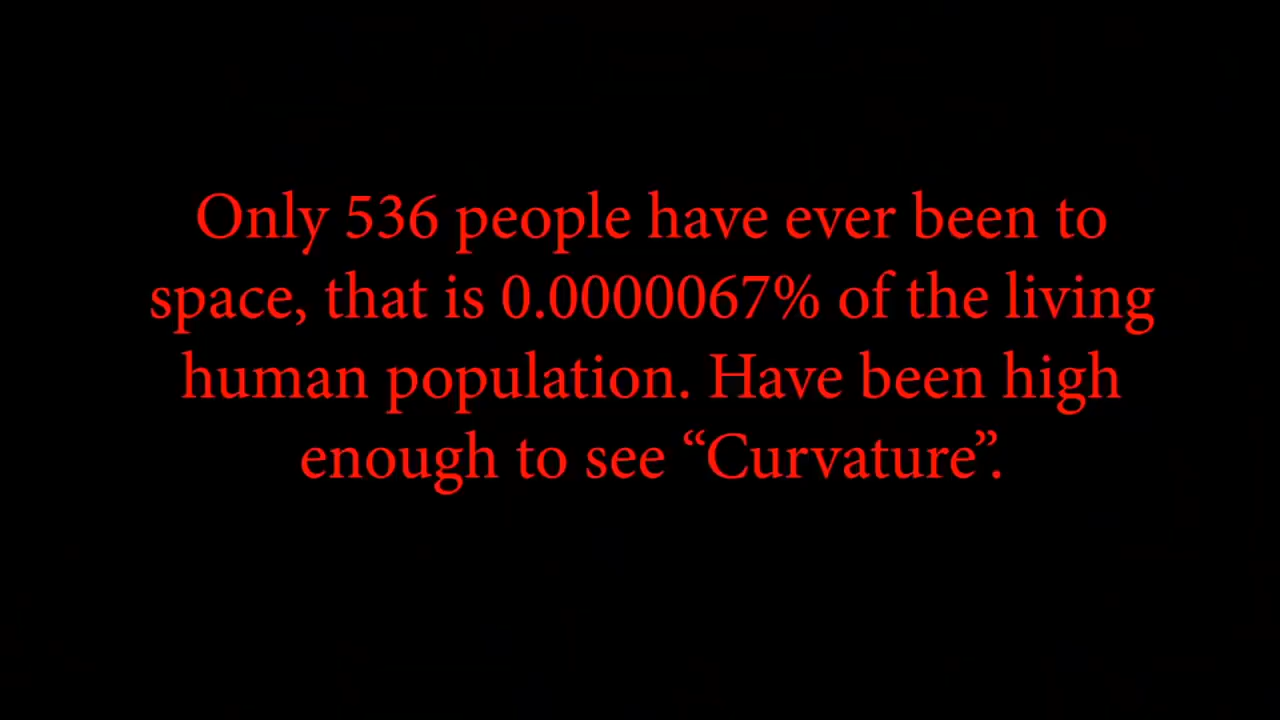 Only 536 people have ever been to
space, that is 0.0000067% of the living
human population. Have been high
enough to see “Curvature”.